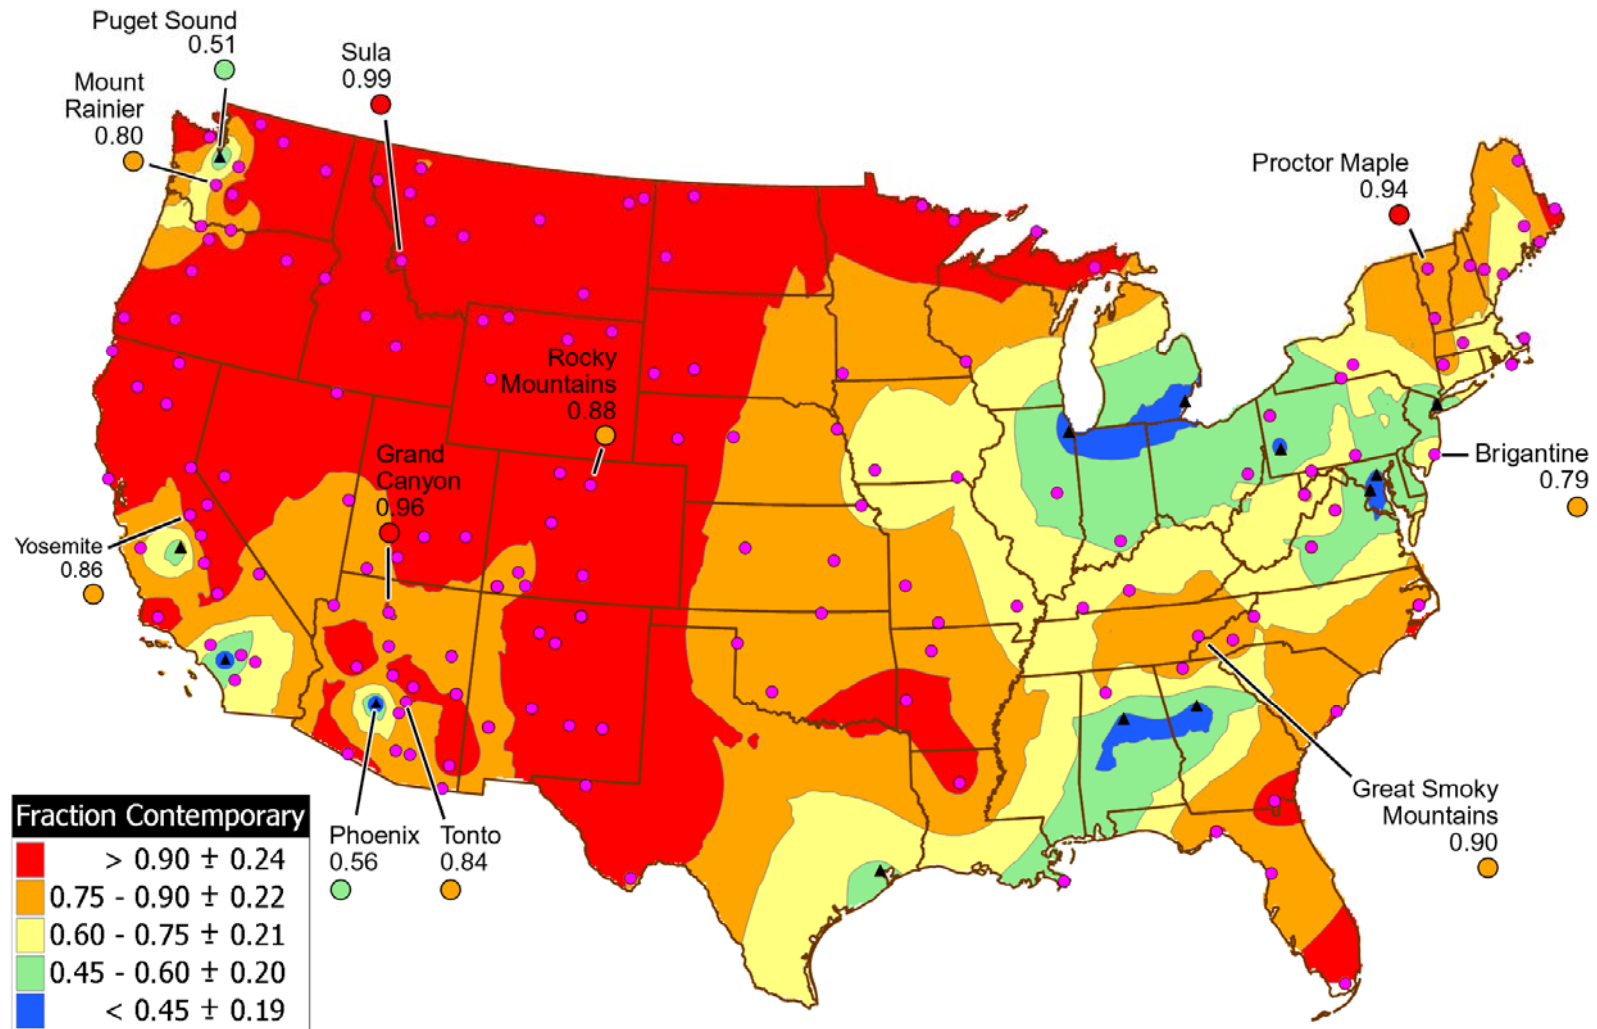 Puget Sound
0.51
Sula
0.99
Mount
Rainier
0.80
Proctor Maple
0.94
Rocky
Mountains
0.88
Grand
Canyon
0.96
Brigantine
0.79
Yosemite
0.86
Great Smoky
Mountains
0.90
Phoenix
0.56
Tonto
0.84
Fraction Contemporary
> 0.90 ± 0.24
0.75 - 0.90 ± 0.22
0.60 - 0.75 ± 0.21
0.45 - 0.60 ± 0.20
< 0.45 ± 0.19